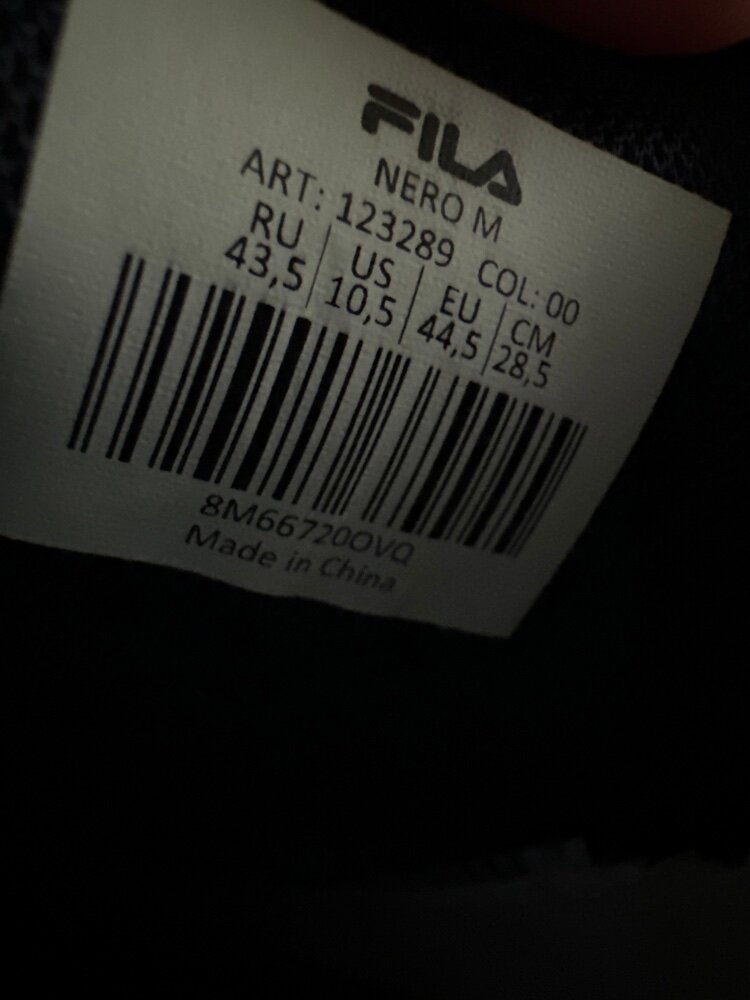 FILA
NERO M
ART: 123289 COL: 00
RU | US | EU | CM
43,5 | 10,5 | 44,5 | 28,5
8M66720OVQ
Made in China